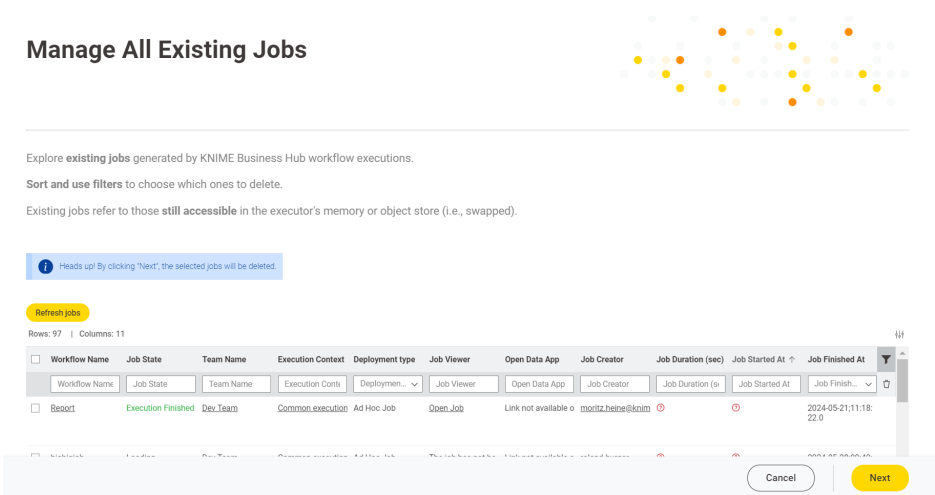 Manage All Existing Jobs
Explore existing jobs generated by KNIME Business Hub workflow executions.
Sort and use filters to choose which ones to delete.
Existing jobs refer to those still accessible in the executor's memory or object store (i.e., swapped).
Heads up! By clicking "Next", the selected jobs will be deleted.
Refresh jobs
Rows: 97 | Columns: 11
Workflow Name Job State Team Name Execution Context Deployment type Job Viewer Open Data App Job Creator Job Duration (sec) Job Started At Job Finished At
Workflow Name Job State Team Name Execution Conte Deploymen... Job Viewer Open Data App Job Creator Job Duration (se Job Started At Job Finish...
Report Execution Finished Dev Team Common execution Ad Hoc Job Open Job Link not available o moritz.heine@knim 2024-05-21;11:18:
22.0
Cancel Next